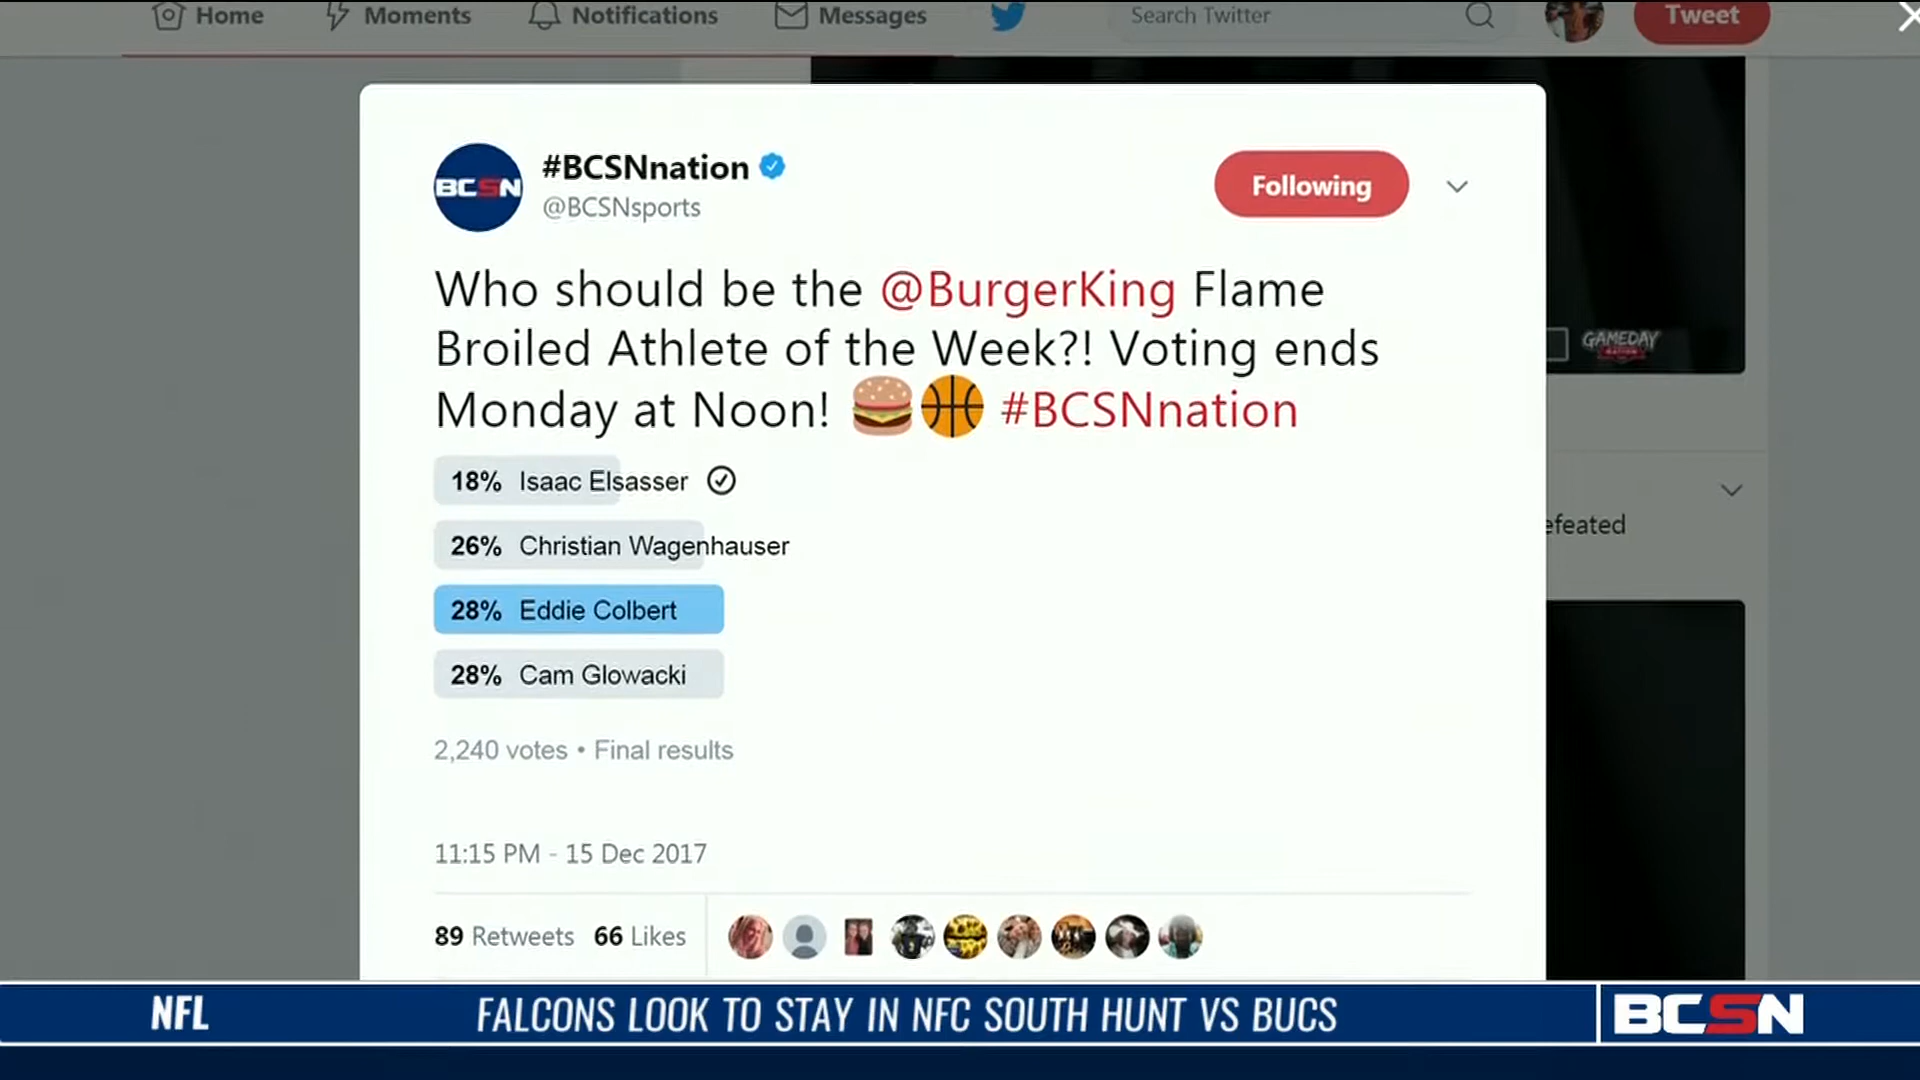 Home Moments Notifications Messages Search Twitter Tweet
#BCSNnation
@BCSNsports
BCSN
Following
Who should be the @BurgerKing Flame
Broiled Athlete of the Week?! Voting ends
Monday at Noon! 🍔🏀 #BCSNnation
18% Isaac Elsasser
26% Christian Wagenhauser
28% Eddie Colbert
28% Cam Glowacki
2,240 votes • Final results
11:15 PM - 15 Dec 2017
89 Retweets 66 Likes
GAMEDAY
NATION
efeated
NFL FALCONS LOOK TO STAY IN NFC SOUTH HUNT VS BUCS BCSN